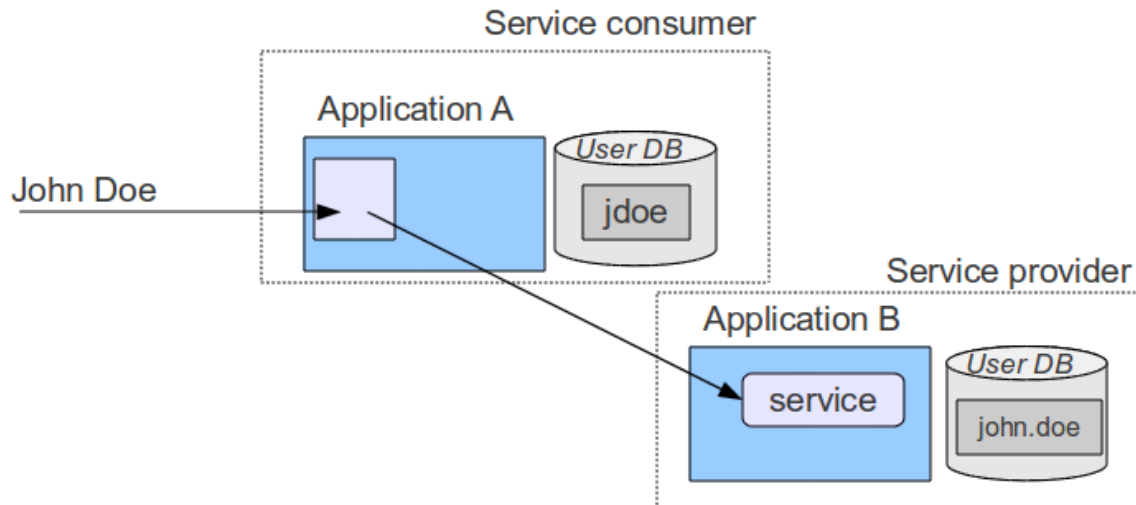 Service consumer
Application A
User DB
John Doe
jdoe
Service provider
Application B
User DB
service
john.doe